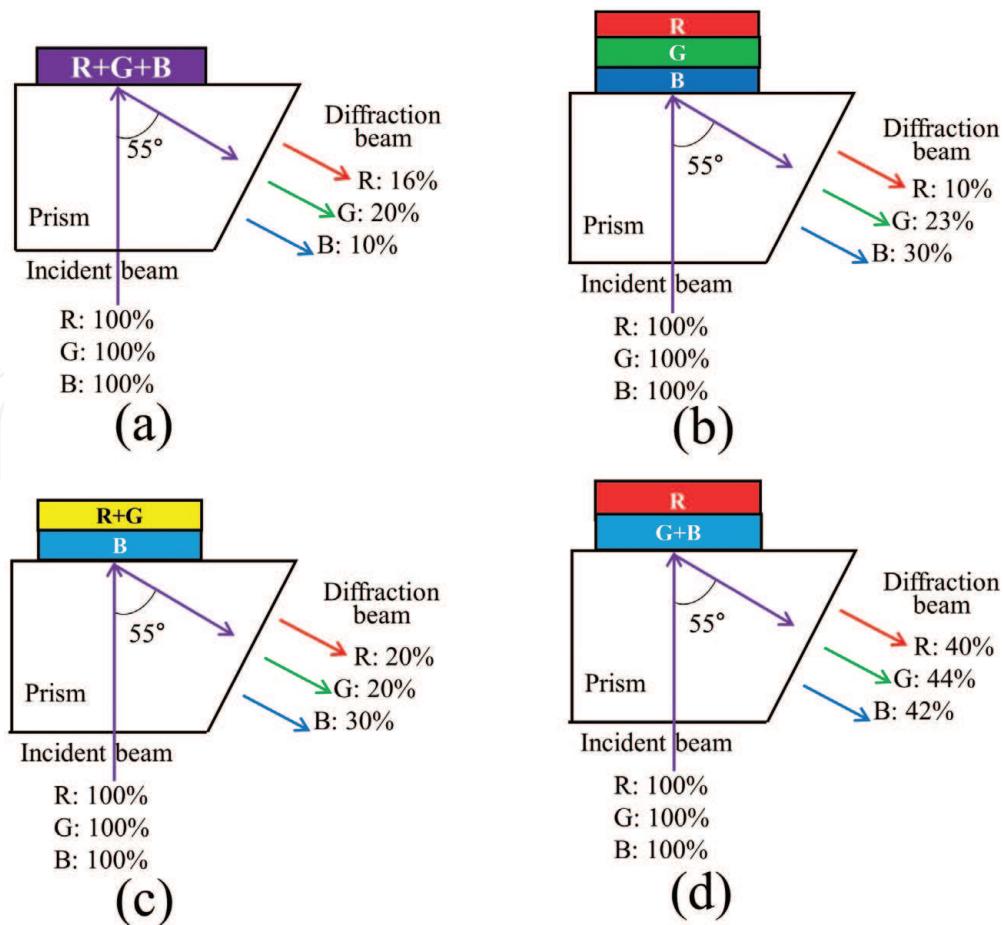 R+G+B
55°
Prism
Diffraction
beam
R: 16%
G: 20%
B: 10%
Incident beam
R: 100%
G: 100%
B: 100%
(a)
R
G
B
55°
Prism
Diffraction
beam
R: 10%
G: 23%
B: 30%
Incident beam
R: 100%
G: 100%
B: 100%
(b)
R+G
B
55°
Prism
Diffraction
beam
R: 20%
G: 20%
B: 30%
Incident beam
R: 100%
G: 100%
B: 100%
(c)
R
G+B
55°
Prism
Diffraction
beam
R: 40%
G: 44%
B: 42%
Incident beam
R: 100%
G: 100%
B: 100%
(d)